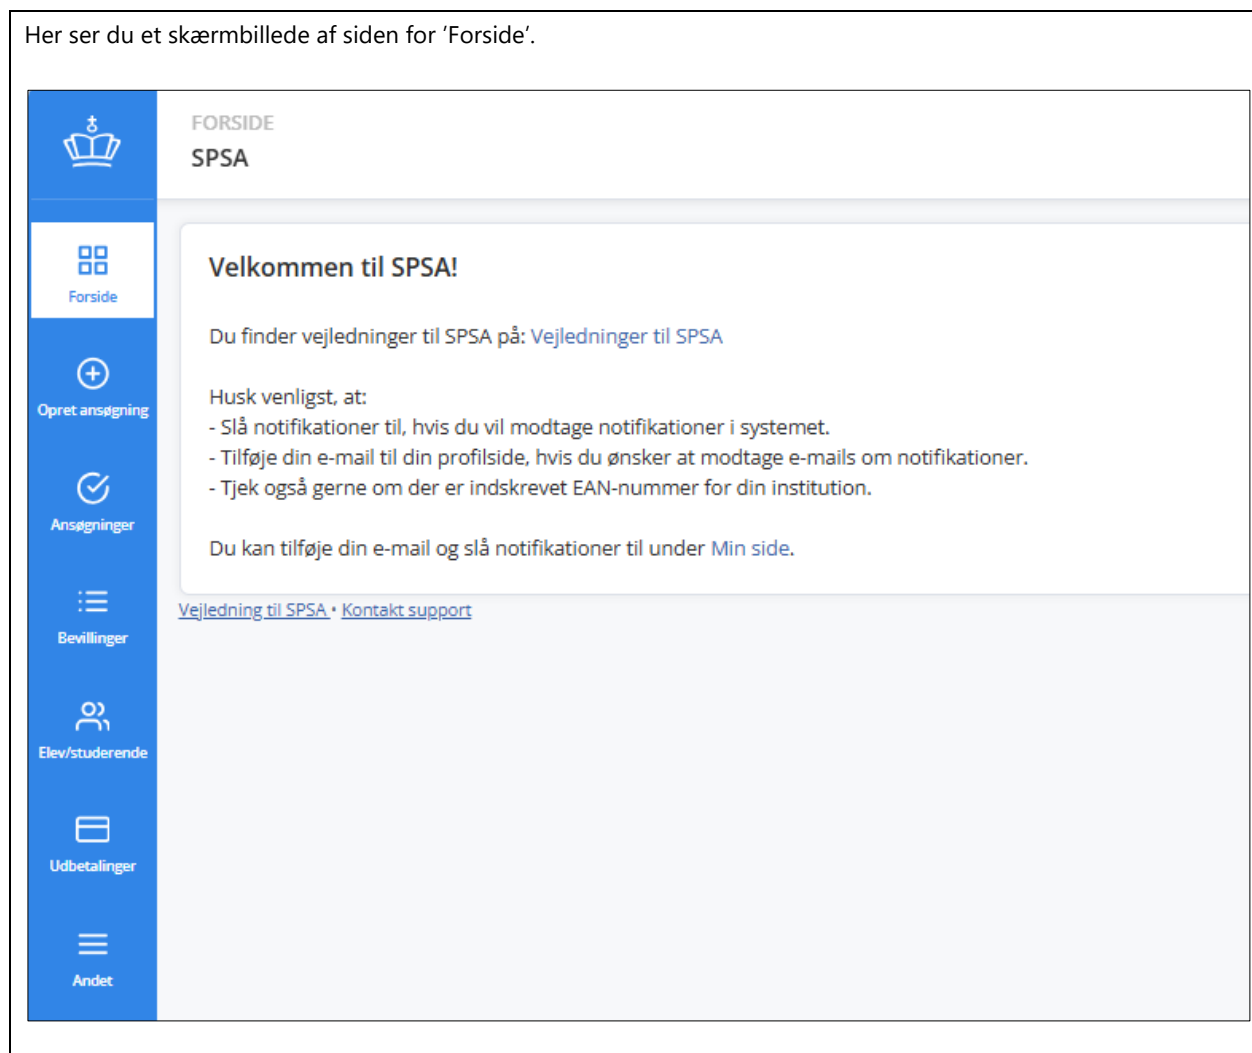 Her ser du et skærmbillede af siden for ’Forside’.
FORSIDE
SPSA
Forside
Opret ansøgning
Ansøgninger
Bevillinger
Elev/studerende
Udbetalinger
Andet
Velkommen til SPSA!
Du finder vejledninger til SPSA på: Vejledninger til SPSA
Husk venligst, at:
- Slå notifikationer til, hvis du vil modtage notifikationer i systemet.
- Tilføje din e-mail til din profilside, hvis du ønsker at modtage e-mails om notifikationer.
- Tjek også gerne om der er indskrevet EAN-nummer for din institution.
Du kan tilføje din e-mail og slå notifikationer til under Min side.
Vejledning til SPSA • Kontakt support